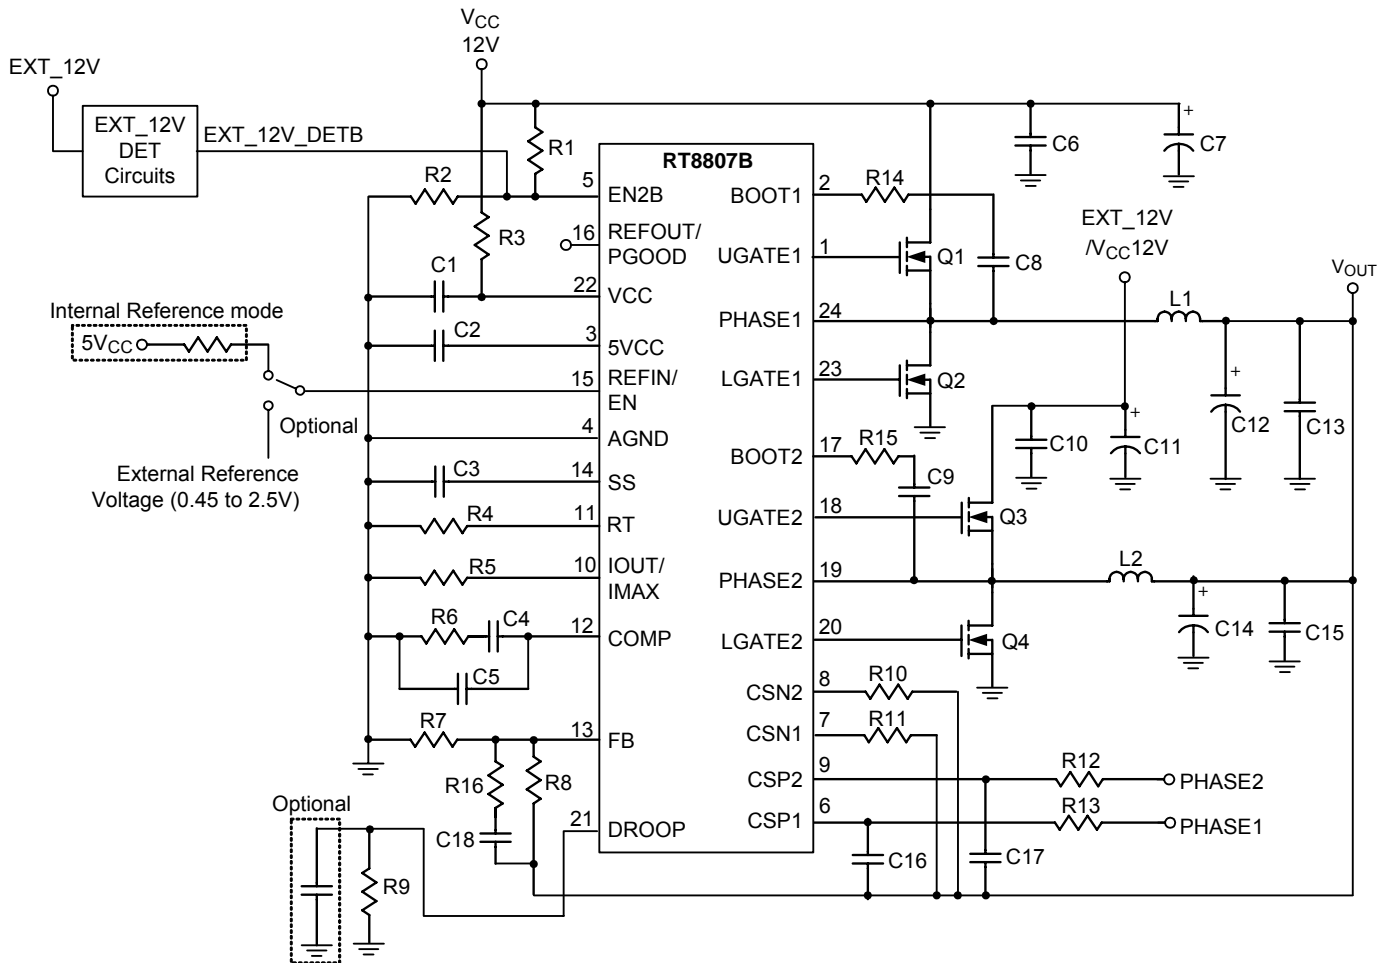 VCC
12V
EXT_12V
EXT_12V
DET
Circuits
EXT_12V_DETB
R1
RT8807B
C6
+
C7
R2
5
EN2B
BOOT1
2
R14
R3
16
REFOUT/
PGOOD
UGATE1
1
Q1
C8
EXT_12V
/VCC12V
VOUT
C1
22
VCC
Internal Reference mode
5VCC
C2
3
5VCC
PHASE1
24
L1
15
REFIN/
EN
LGATE1
23
Q2
+
C12
C13
Optional
4
AGND
BOOT2
17
R15
C9
C10
+
C11
External Reference
Voltage (0.45 to 2.5V)
C3
14
SS
R4
11
RT
UGATE2
18
Q3
R5
10
IOUT/
IMAX
PHASE2
19
L2
R6
C4
12
COMP
LGATE2
20
Q4
+
C14
C15
C5
CSN2
8
R10
R7
13
FB
CSN1
7
R11
R16
R8
CSP2
9
R12
PHASE2
Optional
C18
21
DROOP
CSP1
6
R13
PHASE1
C16
C17
R9